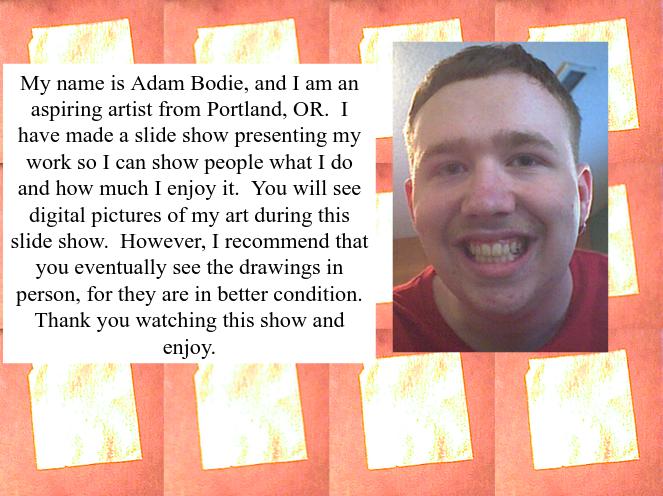 My name is Adam Bodie, and I am an
aspiring artist from Portland, OR.  I
have made a slide show presenting my
work so I can show people what I do
and how much I enjoy it.  You will see
digital pictures of my art during this
slide show.  However, I recommend that
you eventually see the drawings in
person, for they are in better condition.
Thank you watching this show and
enjoy.